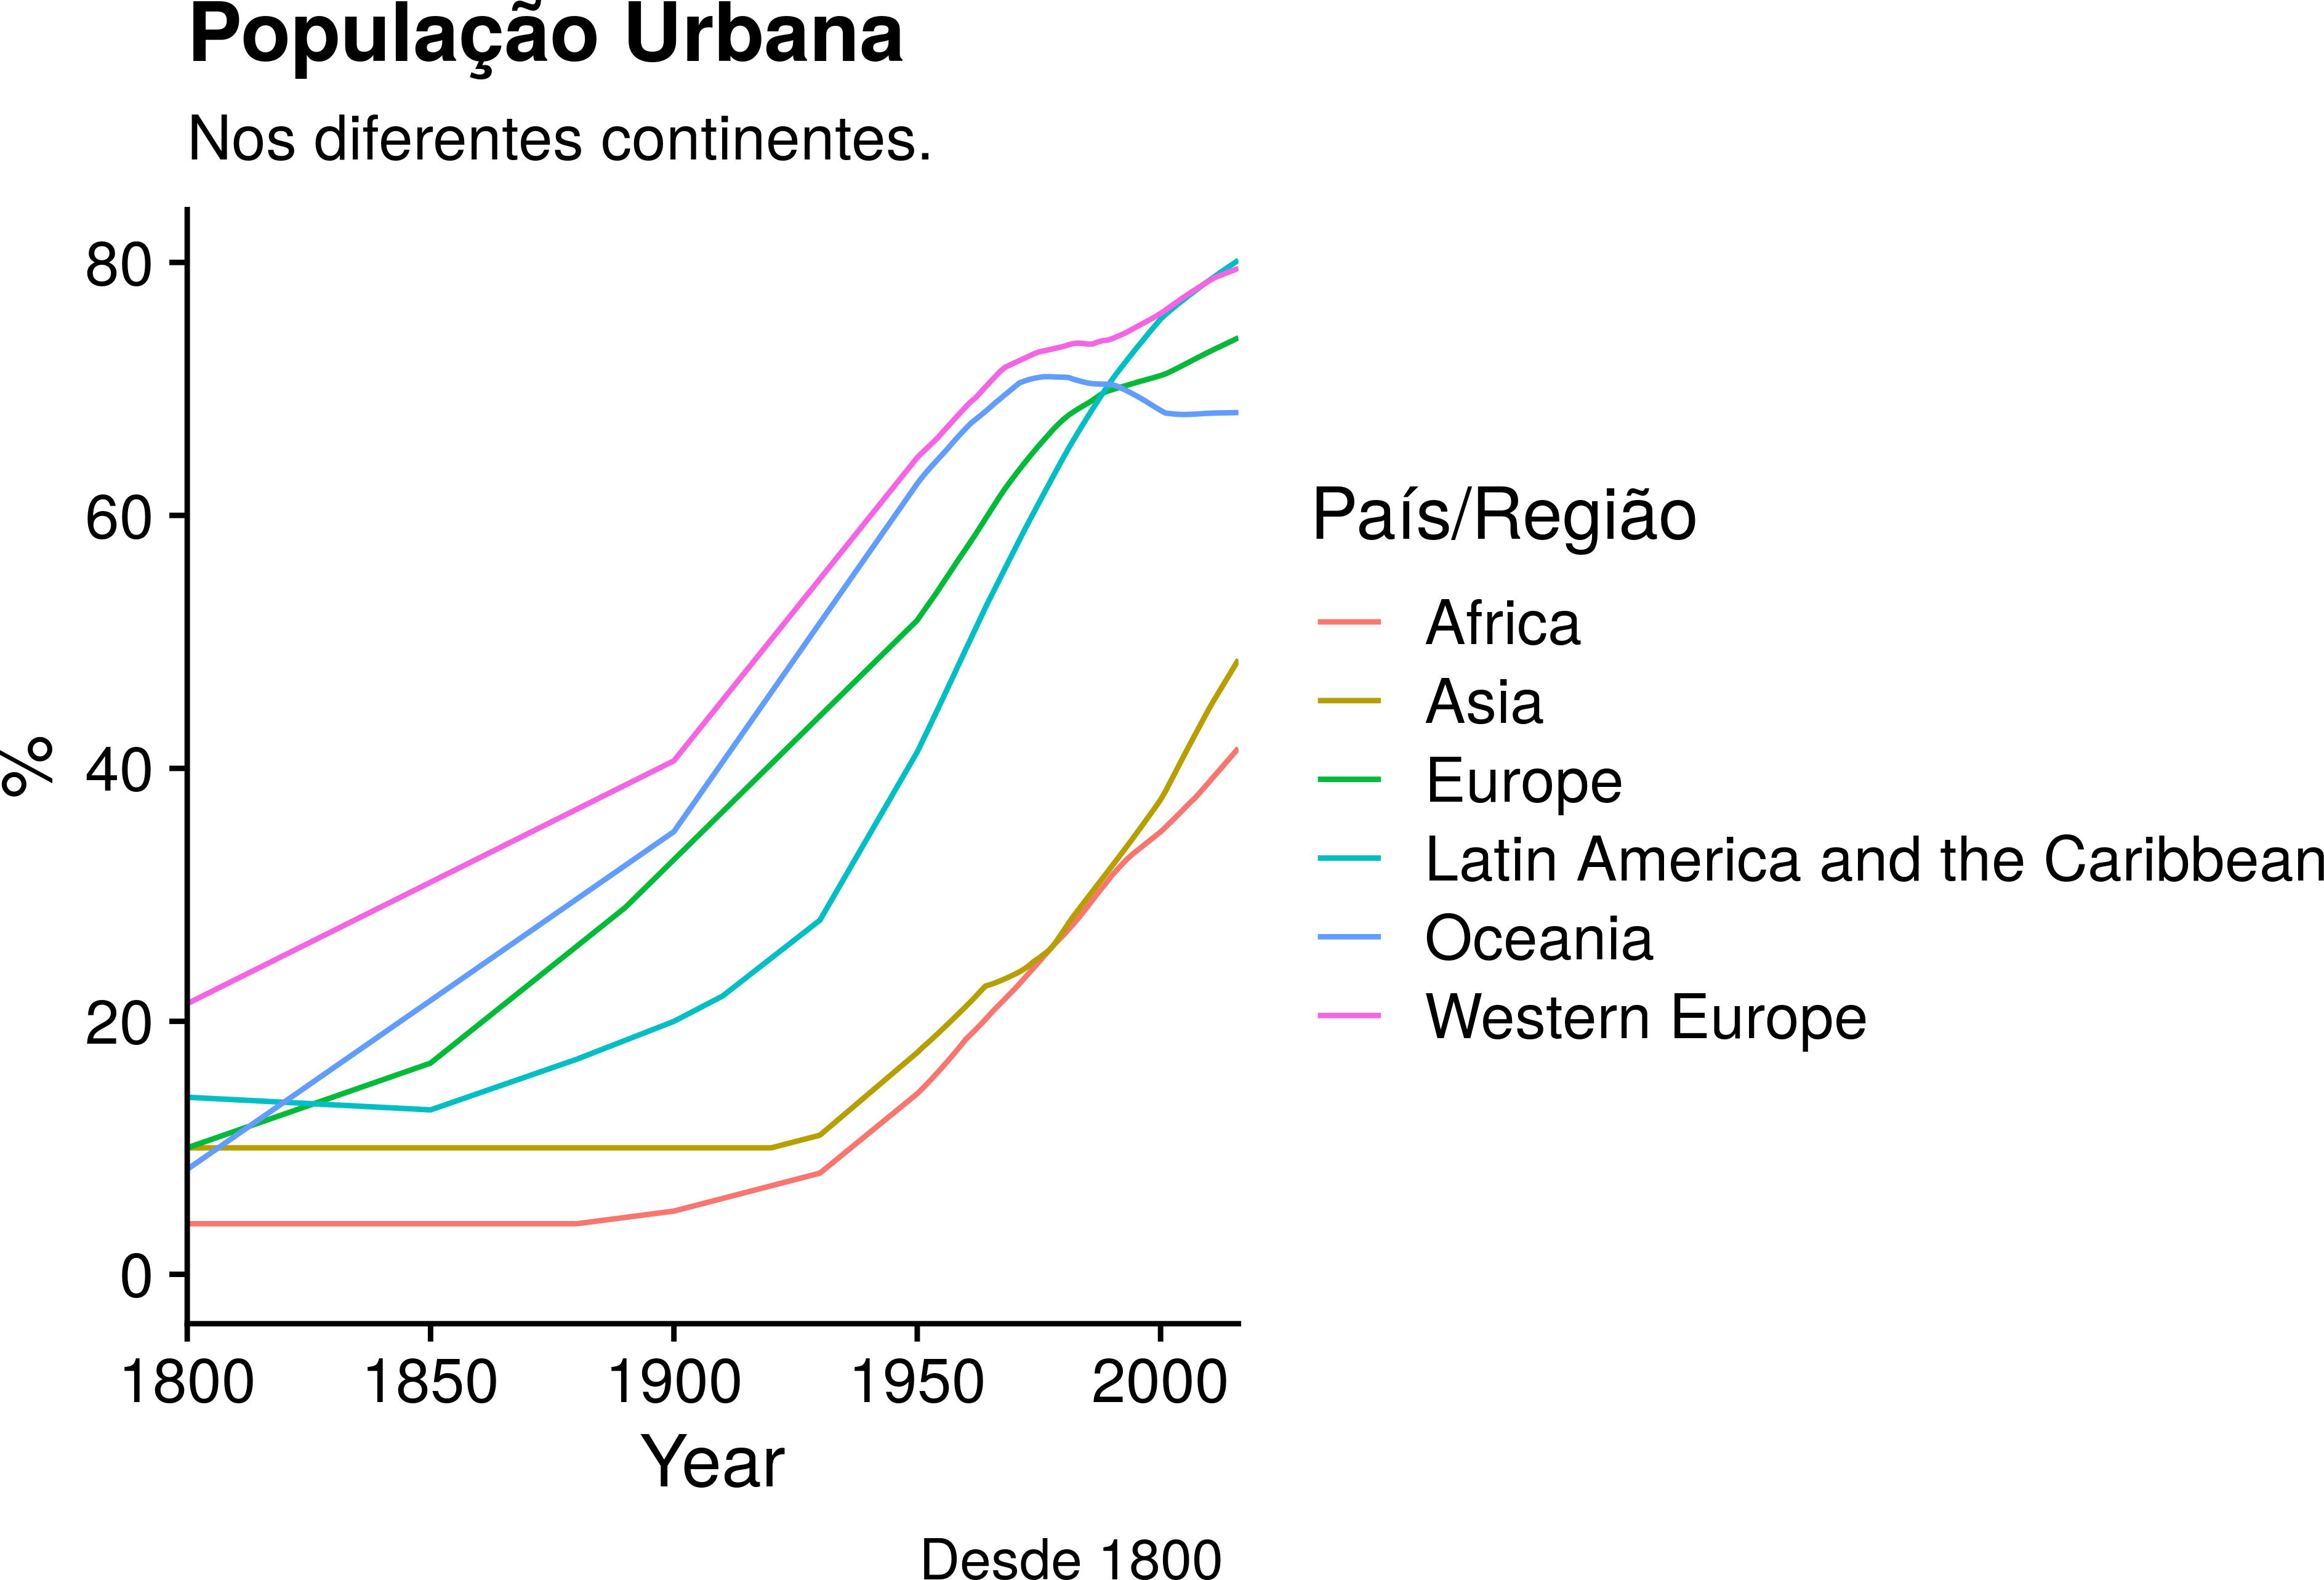 População Urbana
Nos diferentes continentes.
80
60
40
20
0
%
1800 1850 1900 1950 2000
Year
País/Região
Africa
Asia
Europe
Latin America and the Caribbean
Oceania
Western Europe
Desde 1800